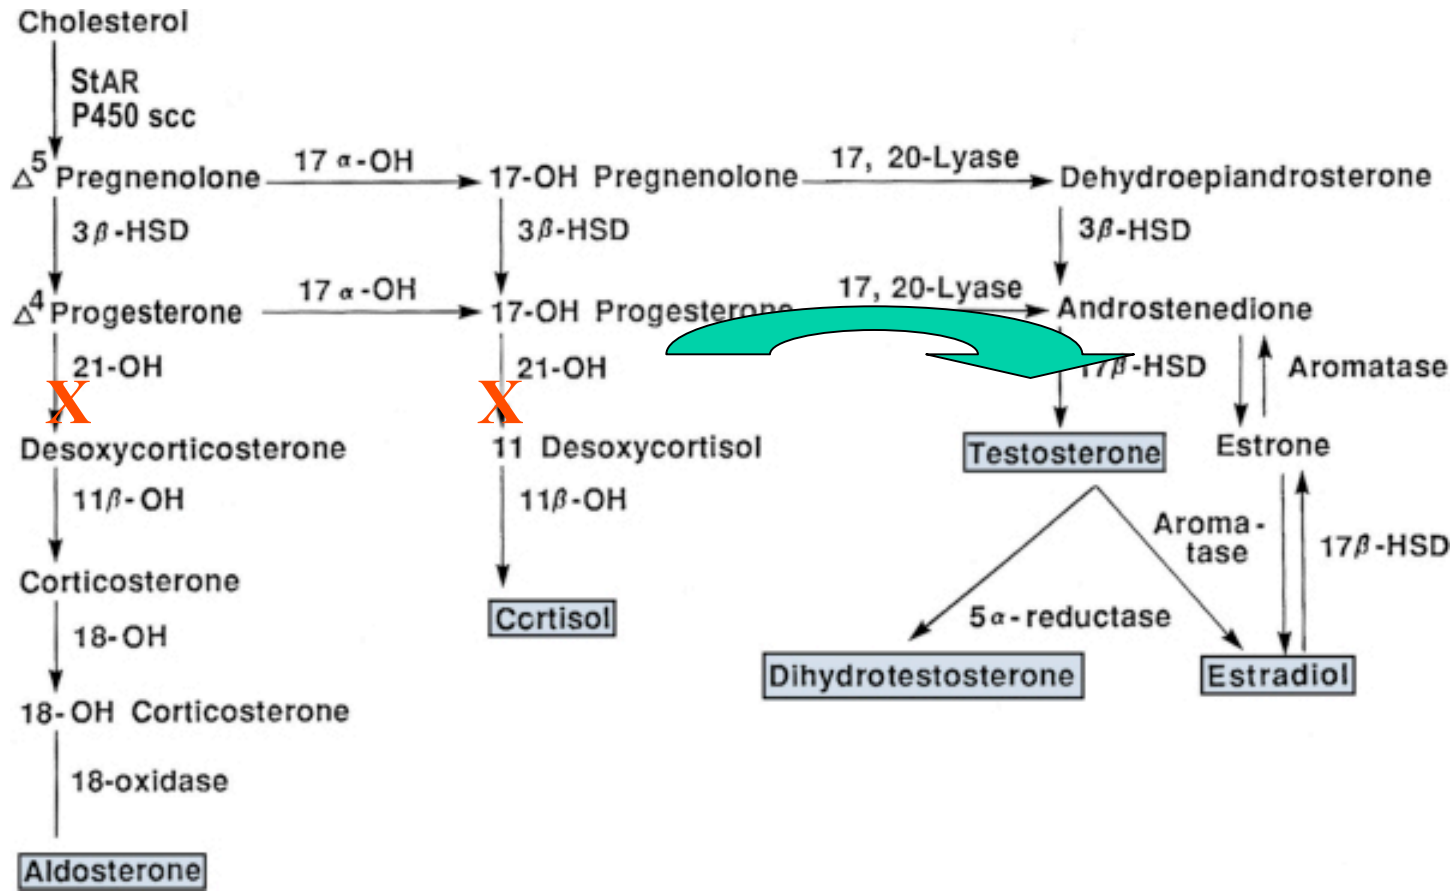 Cholesterol
StAR
P450 scc
△⁵ Pregnenolone 17 α-OH 17-OH Pregnenolone 17, 20-Lyase Dehydroepiandrosterone
3β-HSD 3β-HSD 3β-HSD
△⁴ Progesterone 17 α-OH 17-OH Progesterone 17, 20-Lyase Androstenedione
21-OH 21-OH 17β-HSD Aromatase
X X
Desoxycorticosterone 11 Desoxycortisol Testosterone Estrone
11β-OH 11β-OH Aroma-
tase 17β-HSD
Corticosterone Cortisol
18-OH 5α-reductase
Dihydrotestosterone Estradiol
18-OH Corticosterone
18-oxidase
Aldosterone